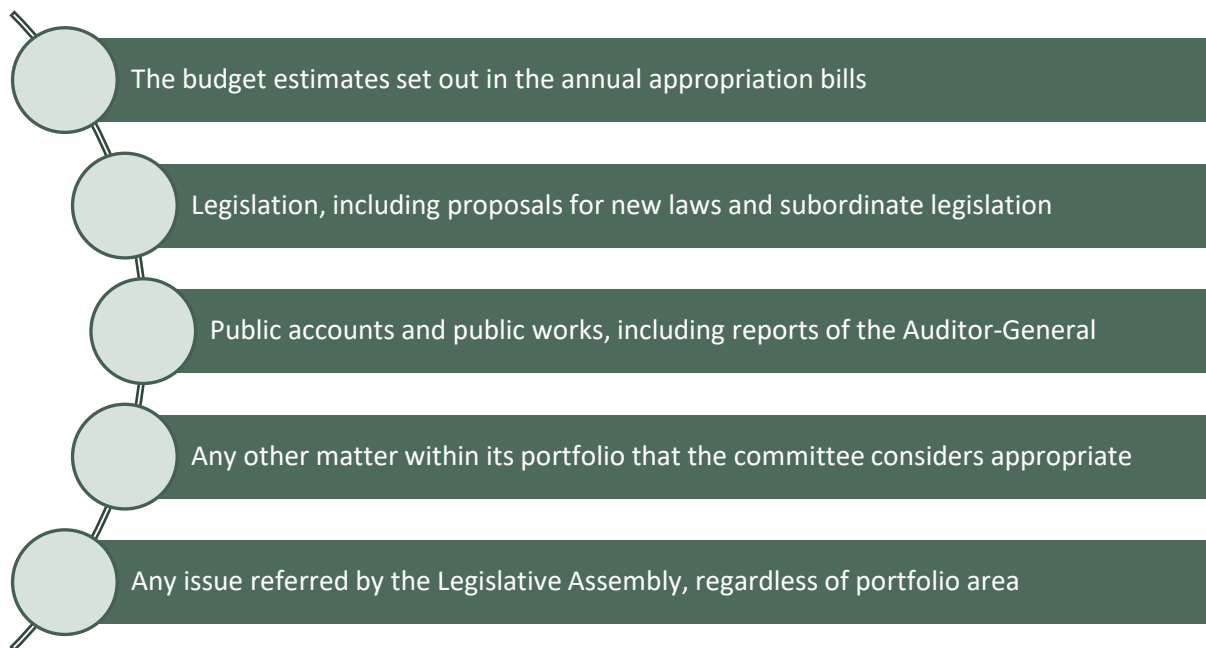 The budget estimates set out in the annual appropriation bills
Legislation, including proposals for new laws and subordinate legislation
Public accounts and public works, including reports of the Auditor-General
Any other matter within its portfolio that the committee considers appropriate
Any issue referred by the Legislative Assembly, regardless of portfolio area